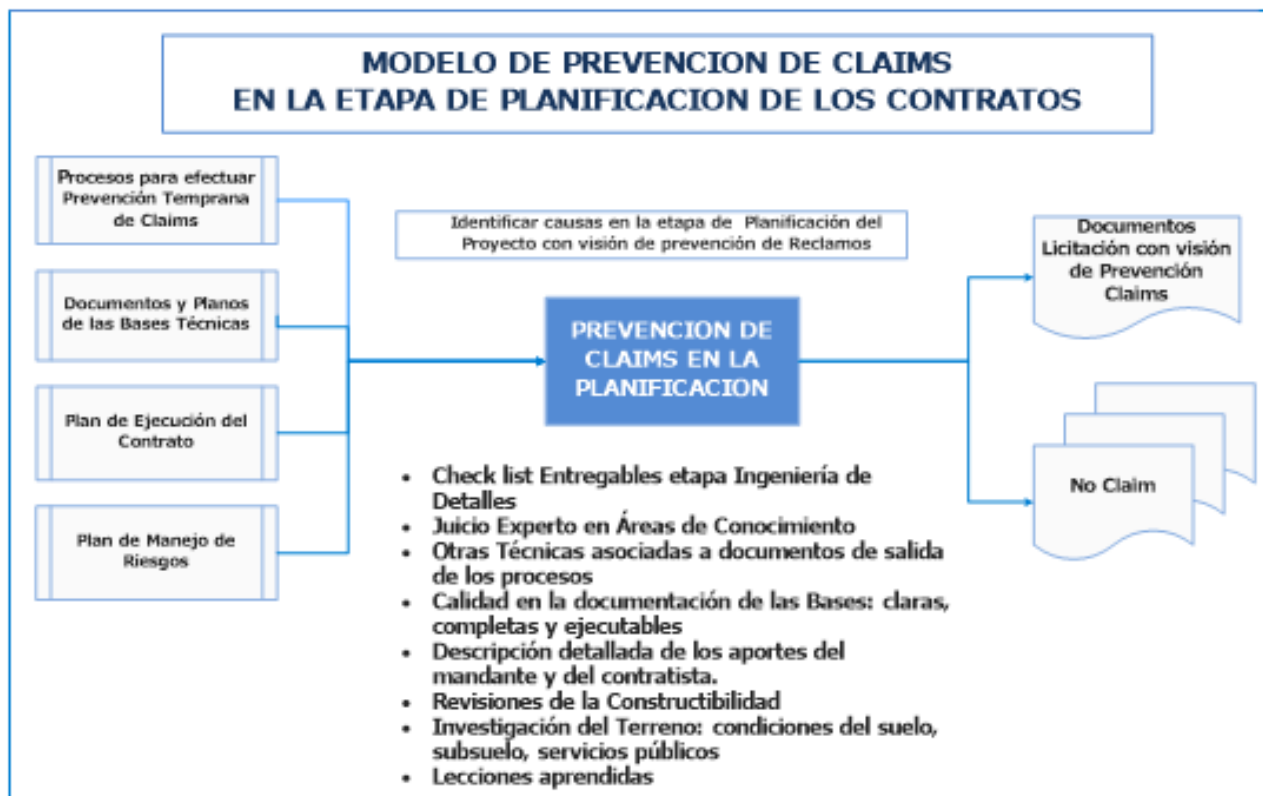 MODELO DE PREVENCION DE CLAIMS
EN LA ETAPA DE PLANIFICACION DE LOS CONTRATOS
Procesos para efectuar
Prevención Temprana
de Claims
Documentos y Planos
de las Bases Técnicas
Plan de Ejecución del
Contrato
Plan de Manejo de
Riesgos
Identificar causas en la etapa de Planificación del
Proyecto con visión de prevención de Reclamos
PREVENCION DE
CLAIMS EN LA
PLANIFICACION
• Check list Entregables etapa Ingeniería de
Detalles
• Juicio Experto en Áreas de Conocimiento
• Otras Técnicas asociadas a documentos de salida
de los procesos
• Calidad en la documentación de las Bases: claras,
completas y ejecutables
• Descripción detallada de los aportes del
mandante y del contratista.
• Revisiones de la Constructibilidad
• Investigación del Terreno: condiciones del suelo,
subsuelo, servicios públicos
• Lecciones aprendidas
Documentos
Licitación con visión
de Prevención
Claims
No Claim